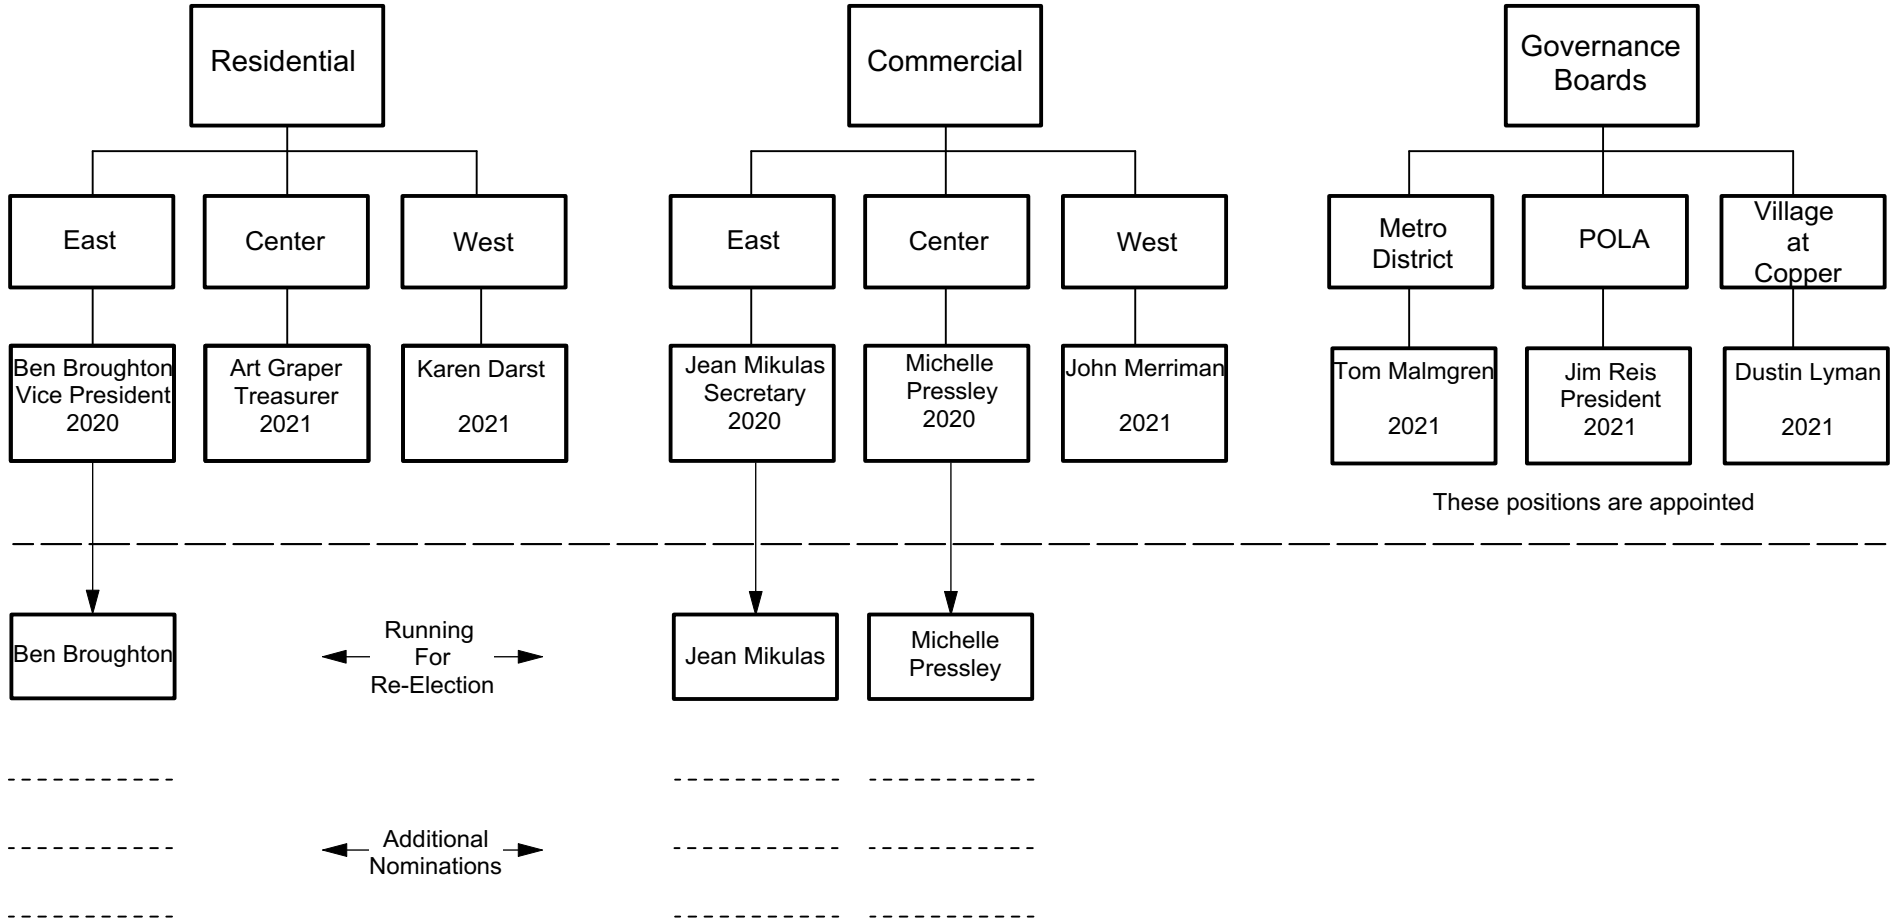 Residential
Commercial
Governance
Boards
East
Center
West
East
Center
West
Metro
District
POLA
Village
at
Copper
Ben Broughton
Vice President
2020
Art Graper
Treasurer
2021
Karen Darst
2021
Jean Mikulas
Secretary
2020
Michelle
Pressley
2020
John Merriman
2021
Tom Malmgren
2021
Jim Reis
President
2021
Dustin Lyman
2021
These positions are appointed
Ben Broughton
Running
For
Re-Election
Jean Mikulas
Michelle
Pressley
Additional
Nominations